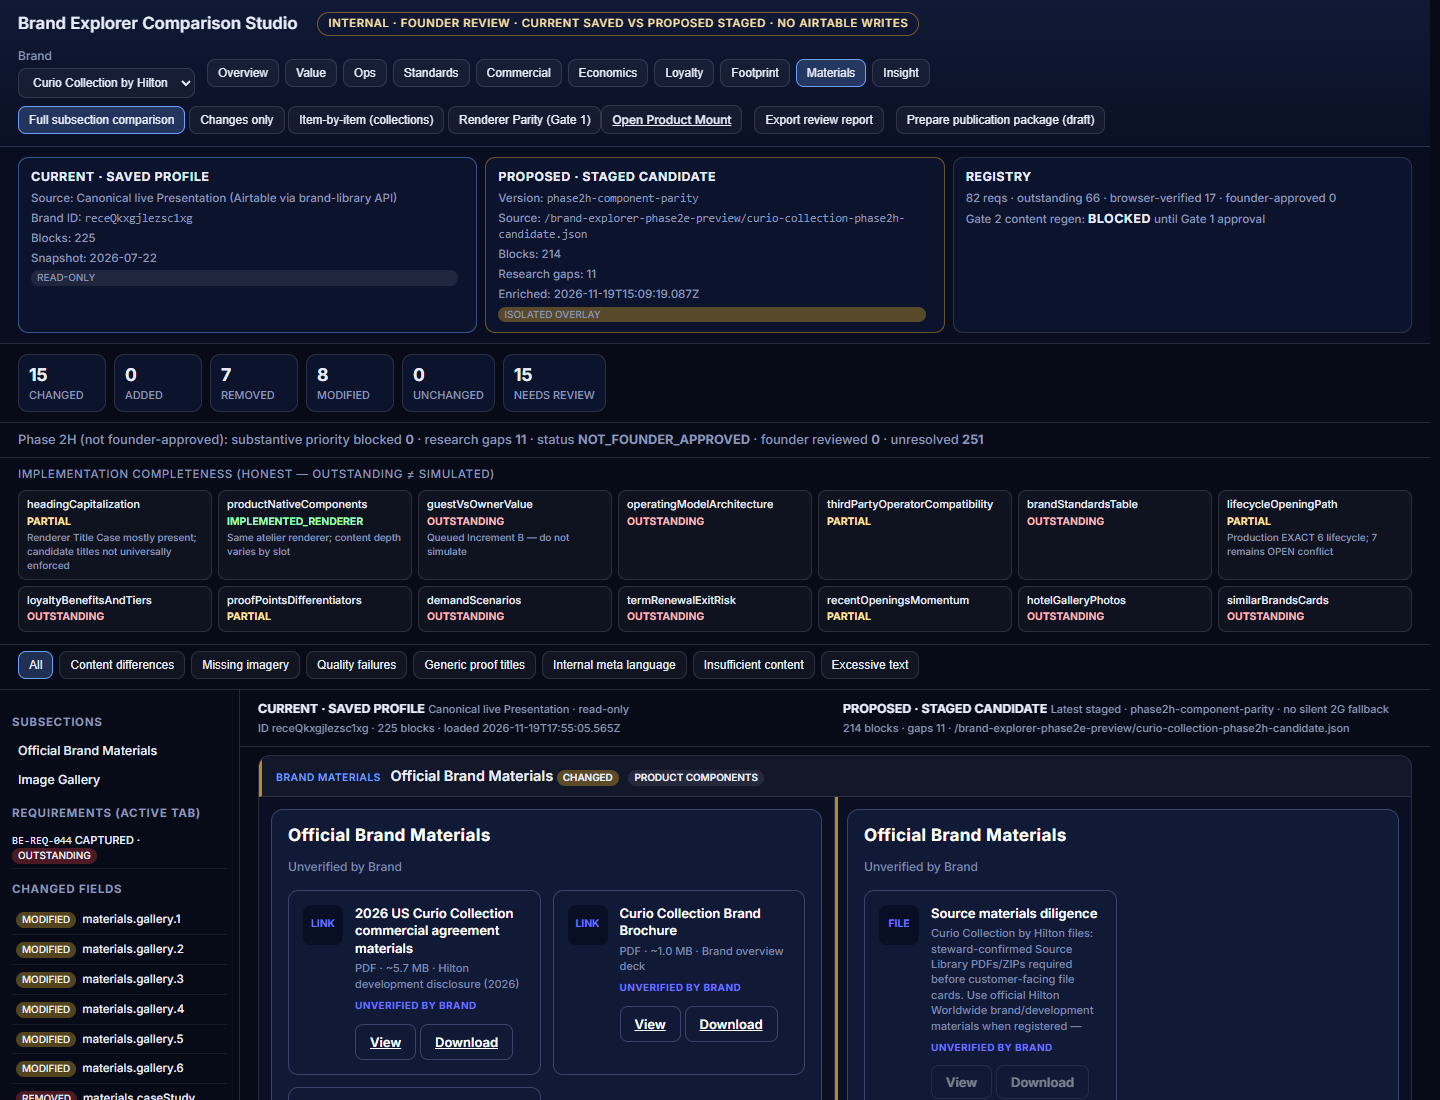 Brand Explorer Comparison Studio
INTERNAL · FOUNDER REVIEW · CURRENT SAVED VS PROPOSED STAGED · NO AIRTABLE WRITES
Brand
Curio Collection by Hilton
Overview
Value
Ops
Standards
Commercial
Economics
Loyalty
Footprint
Materials
Insight
Full subsection comparison
Changes only
Item-by-item (collections)
Renderer Parity (Gate 1)
Open Product Mount
Export review report
Prepare publication package (draft)
CURRENT · SAVED PROFILE
Source: Canonical live Presentation (Airtable via brand-library API)
Brand ID: receQkxgjlezsc1xg
Blocks: 225
Snapshot: 2026-07-22
READ-ONLY
PROPOSED · STAGED CANDIDATE
Version: phase2h-component-parity
Source: /brand-explorer-phase2e-preview/curio-collection-phase2h-
candidate.json
Blocks: 214
Research gaps: 11
Enriched: 2026-11-19T15:09:19.087Z
ISOLATED OVERLAY
REGISTRY
82 reqs · outstanding 66 · browser-verified 17 · founder-approved 0
Gate 2 content regen: BLOCKED until Gate 1 approval
15
CHANGED
0
ADDED
7
REMOVED
8
MODIFIED
0
UNCHANGED
15
NEEDS REVIEW
Phase 2H (not founder-approved): substantive priority blocked 0 · research gaps 11 · status NOT_FOUNDER_APPROVED · founder reviewed 0 · unresolved 251
IMPLEMENTATION COMPLETENESS (HONEST — OUTSTANDING ≠ SIMULATED)
headingCapitalization
PARTIAL
Renderer Title Case mostly present;
candidate titles not universally
enforced
productNativeComponents
IMPLEMENTED_RENDERER
Same atelier renderer; content depth
varies by slot
guestVsOwnerValue
OUTSTANDING
Queued Increment B — do not
simulate
operatingModelArchitecture
OUTSTANDING
thirdPartyOperatorCompatibility
PARTIAL
brandStandardsTable
OUTSTANDING
lifecycleOpeningPath
PARTIAL
Production EXACT 6 lifecycle; 7
remains OPEN conflict
loyaltyBenefitsAndTiers
OUTSTANDING
proofPointsDifferentiators
PARTIAL
demandScenarios
OUTSTANDING
termRenewalExitRisk
OUTSTANDING
recentOpeningsMomentum
PARTIAL
hotelGalleryPhotos
OUTSTANDING
similarBrandsCards
OUTSTANDING
All
Content differences
Missing imagery
Quality failures
Generic proof titles
Internal meta language
Insufficient content
Excessive text
SUBSECTIONS
Official Brand Materials
Image Gallery
REQUIREMENTS (ACTIVE TAB)
BE-REQ-044 CAPTURED ·
OUTSTANDING
CHANGED FIELDS
MODIFIED materials.gallery.1
MODIFIED materials.gallery.2
MODIFIED materials.gallery.3
MODIFIED materials.gallery.4
MODIFIED materials.gallery.5
MODIFIED materials.gallery.6
REMOVED materials.caseStudy
CURRENT · SAVED PROFILE Canonical live Presentation · read-only
ID receQkxgjlezsc1xg · 225 blocks · loaded 2026-11-19T17:55:05.565Z
PROPOSED · STAGED CANDIDATE Latest staged · phase2h-component-parity · no silent 2G fallback
214 blocks · gaps 11 · /brand-explorer-phase2e-preview/curio-collection-phase2h-candidate.json
BRAND MATERIALS Official Brand Materials CHANGED PRODUCT COMPONENTS
Official Brand Materials
Unverified by Brand
LINK
2026 US Curio Collection
commercial agreement
materials
PDF · ~5.7 MB · Hilton
development disclosure (2026)
UNVERIFIED BY BRAND
View
Download
LINK
Curio Collection Brand
Brochure
PDF · ~1.0 MB · Brand overview
deck
UNVERIFIED BY BRAND
View
Download
Official Brand Materials
Unverified by Brand
FILE
Source materials diligence
Curio Collection by Hilton files:
steward-confirmed Source
Library PDFs/ZIPs required
before customer-facing file
cards. Use official Hilton
Worldwide brand/development
materials when registered —
UNVERIFIED BY BRAND
View
Download